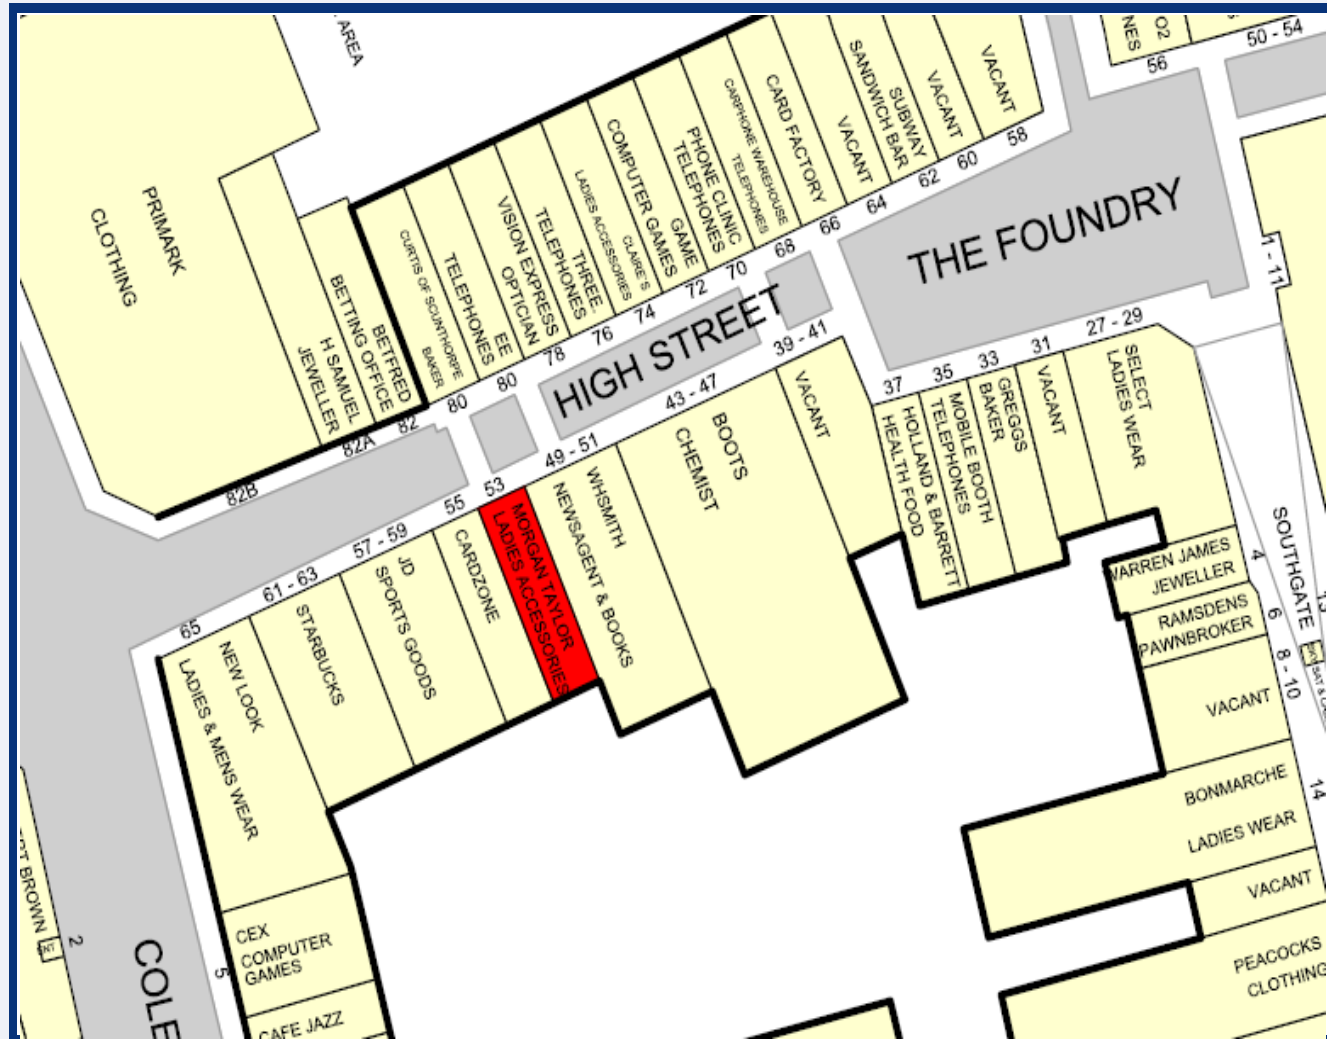 AREA
PRIMARK
CLOTHING
H SAMUEL
JEWELLER
BETFRED
BETTING OFFICE
CURTIS OF SCUNTHORPE
BAKER
EE
TELEPHONES
VISION EXPRESS
OPTICIAN
THREE
TELEPHONES
CLAIRE'S
LADIES ACCESSORIES
GAME
COMPUTER GAMES
PHONE CLINIC
TELEPHONES
CARPHONE WAREHOUSE
TELEPHONES
CARD FACTORY
VACANT
SUBWAY
SANDWICH BAR
VACANT
VACANT
O2
NES
56
50 - 54
82B
82A
82
80
80
78
76
74
72
70
68
66
64
62
60
58
HIGH STREET
THE FOUNDRY
1 - 11
65
61 - 63
57 - 59
55
53
49 - 51
43 - 47
39 - 41
37
35
33
31
27 - 29
NEW LOOK
LADIES & MENS WEAR
STARBUCKS
JD
SPORTS GOODS
CARDZONE
MORGAN TAYLOR
LADIES ACCESSORIES
WHSMITH
NEWSAGENT & BOOKS
BOOTS
CHEMIST
VACANT
HOLLAND & BARRETT
HEALTH FOOD
MOBILE BOOTH
TELEPHONES
GREGGS
BAKER
VACANT
SELECT
LADIES WEAR
SOUTHGATE
WARREN JAMES
JEWELLER
4
RAMSDENS
PAWNBROKER
6
VACANT
8 - 10
BONMARCHE
LADIES WEAR
14
VACANT
PEACOCKS
CLOTHING
CEX
COMPUTER
GAMES
5
CAFE JAZZ
BROWN
2
COLE